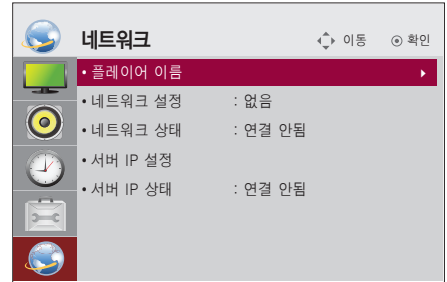 네트워크 이동 확인
• 플레이어 이름
• 네트워크 설정 : 없음
• 네트워크 상태 : 연결 안됨
• 서버 IP 설정
• 서버 IP 상태 : 연결 안됨